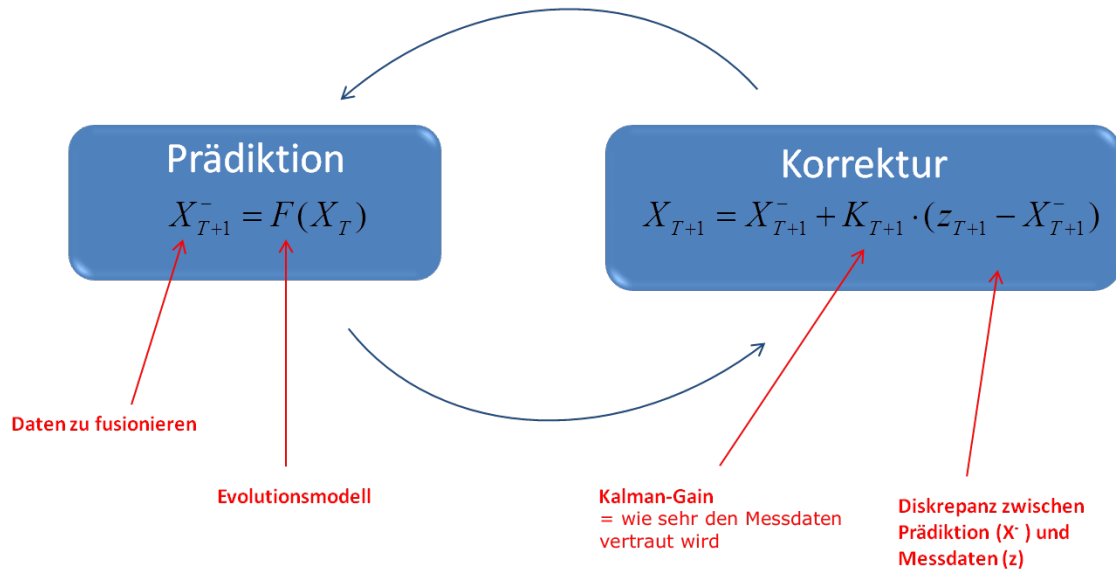 Prädiktion
X⁻_{T+1} = F(X_T)
Korrektur
X_{T+1} = X⁻_{T+1} + K_{T+1} · (z_{T+1} − X⁻_{T+1})
Daten zu fusionieren
Evolutionsmodell
Kalman-Gain
= wie sehr den Messdaten
vertraut wird
Diskrepanz zwischen
Prädiktion (X⁻ ) und
Messdaten (z)